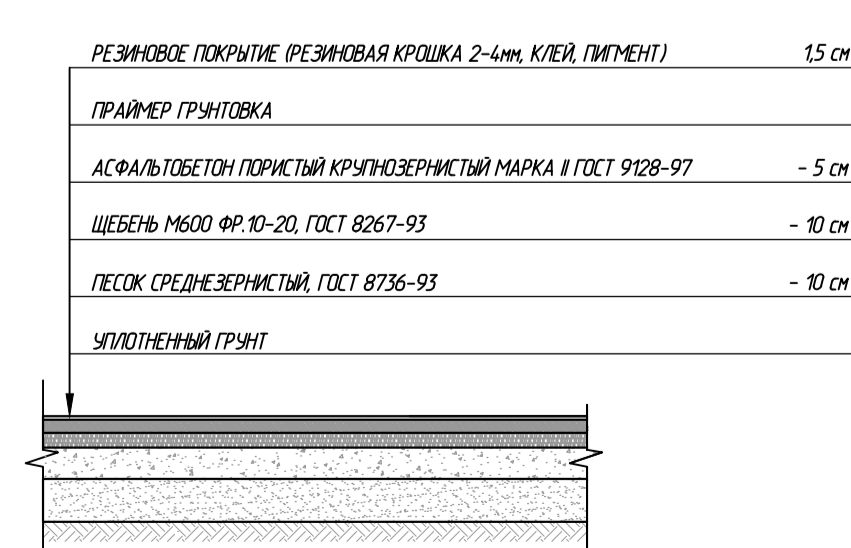 РЕЗИНОВОЕ ПОКРЫТИЕ (РЕЗИНОВАЯ КРОШКА 2-4мм, КЛЕЙ, ПИГМЕНТ) 1,5 см
ПРАЙМЕР ГРУНТОВКА
АСФАЛЬТОБЕТОН ПОРИСТЫЙ КРУПНОЗЕРНИСТЫЙ МАРКА II ГОСТ 9128-97 - 5 см
ЩЕБЕНЬ М600 ФР.10-20, ГОСТ 8267-93 - 10 см
ПЕСОК СРЕДНЕЗЕРНИСТЫЙ, ГОСТ 8736-93 - 10 см
УПЛОТНЕННЫЙ ГРУНТ